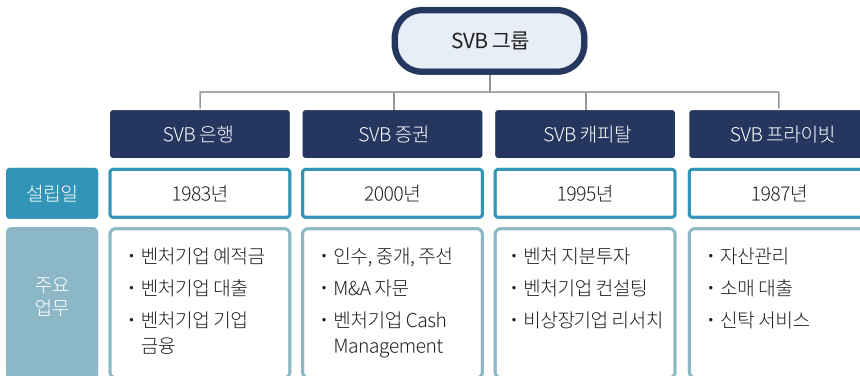 SVB 그룹
SVB 은행
SVB 증권
SVB 캐피탈
SVB 프라이빗
설립일
1983년
2000년
1995년
1987년
주요
업무
· 벤처기업 예적금
· 벤처기업 대출
· 벤처기업 기업
금융
· 인수, 중개, 주선
· M&A 자문
· 벤처기업 Cash
Management
· 벤처 지분투자
· 벤처기업 컨설팅
· 비상장기업 리서치
· 자산관리
· 소매 대출
· 신탁 서비스